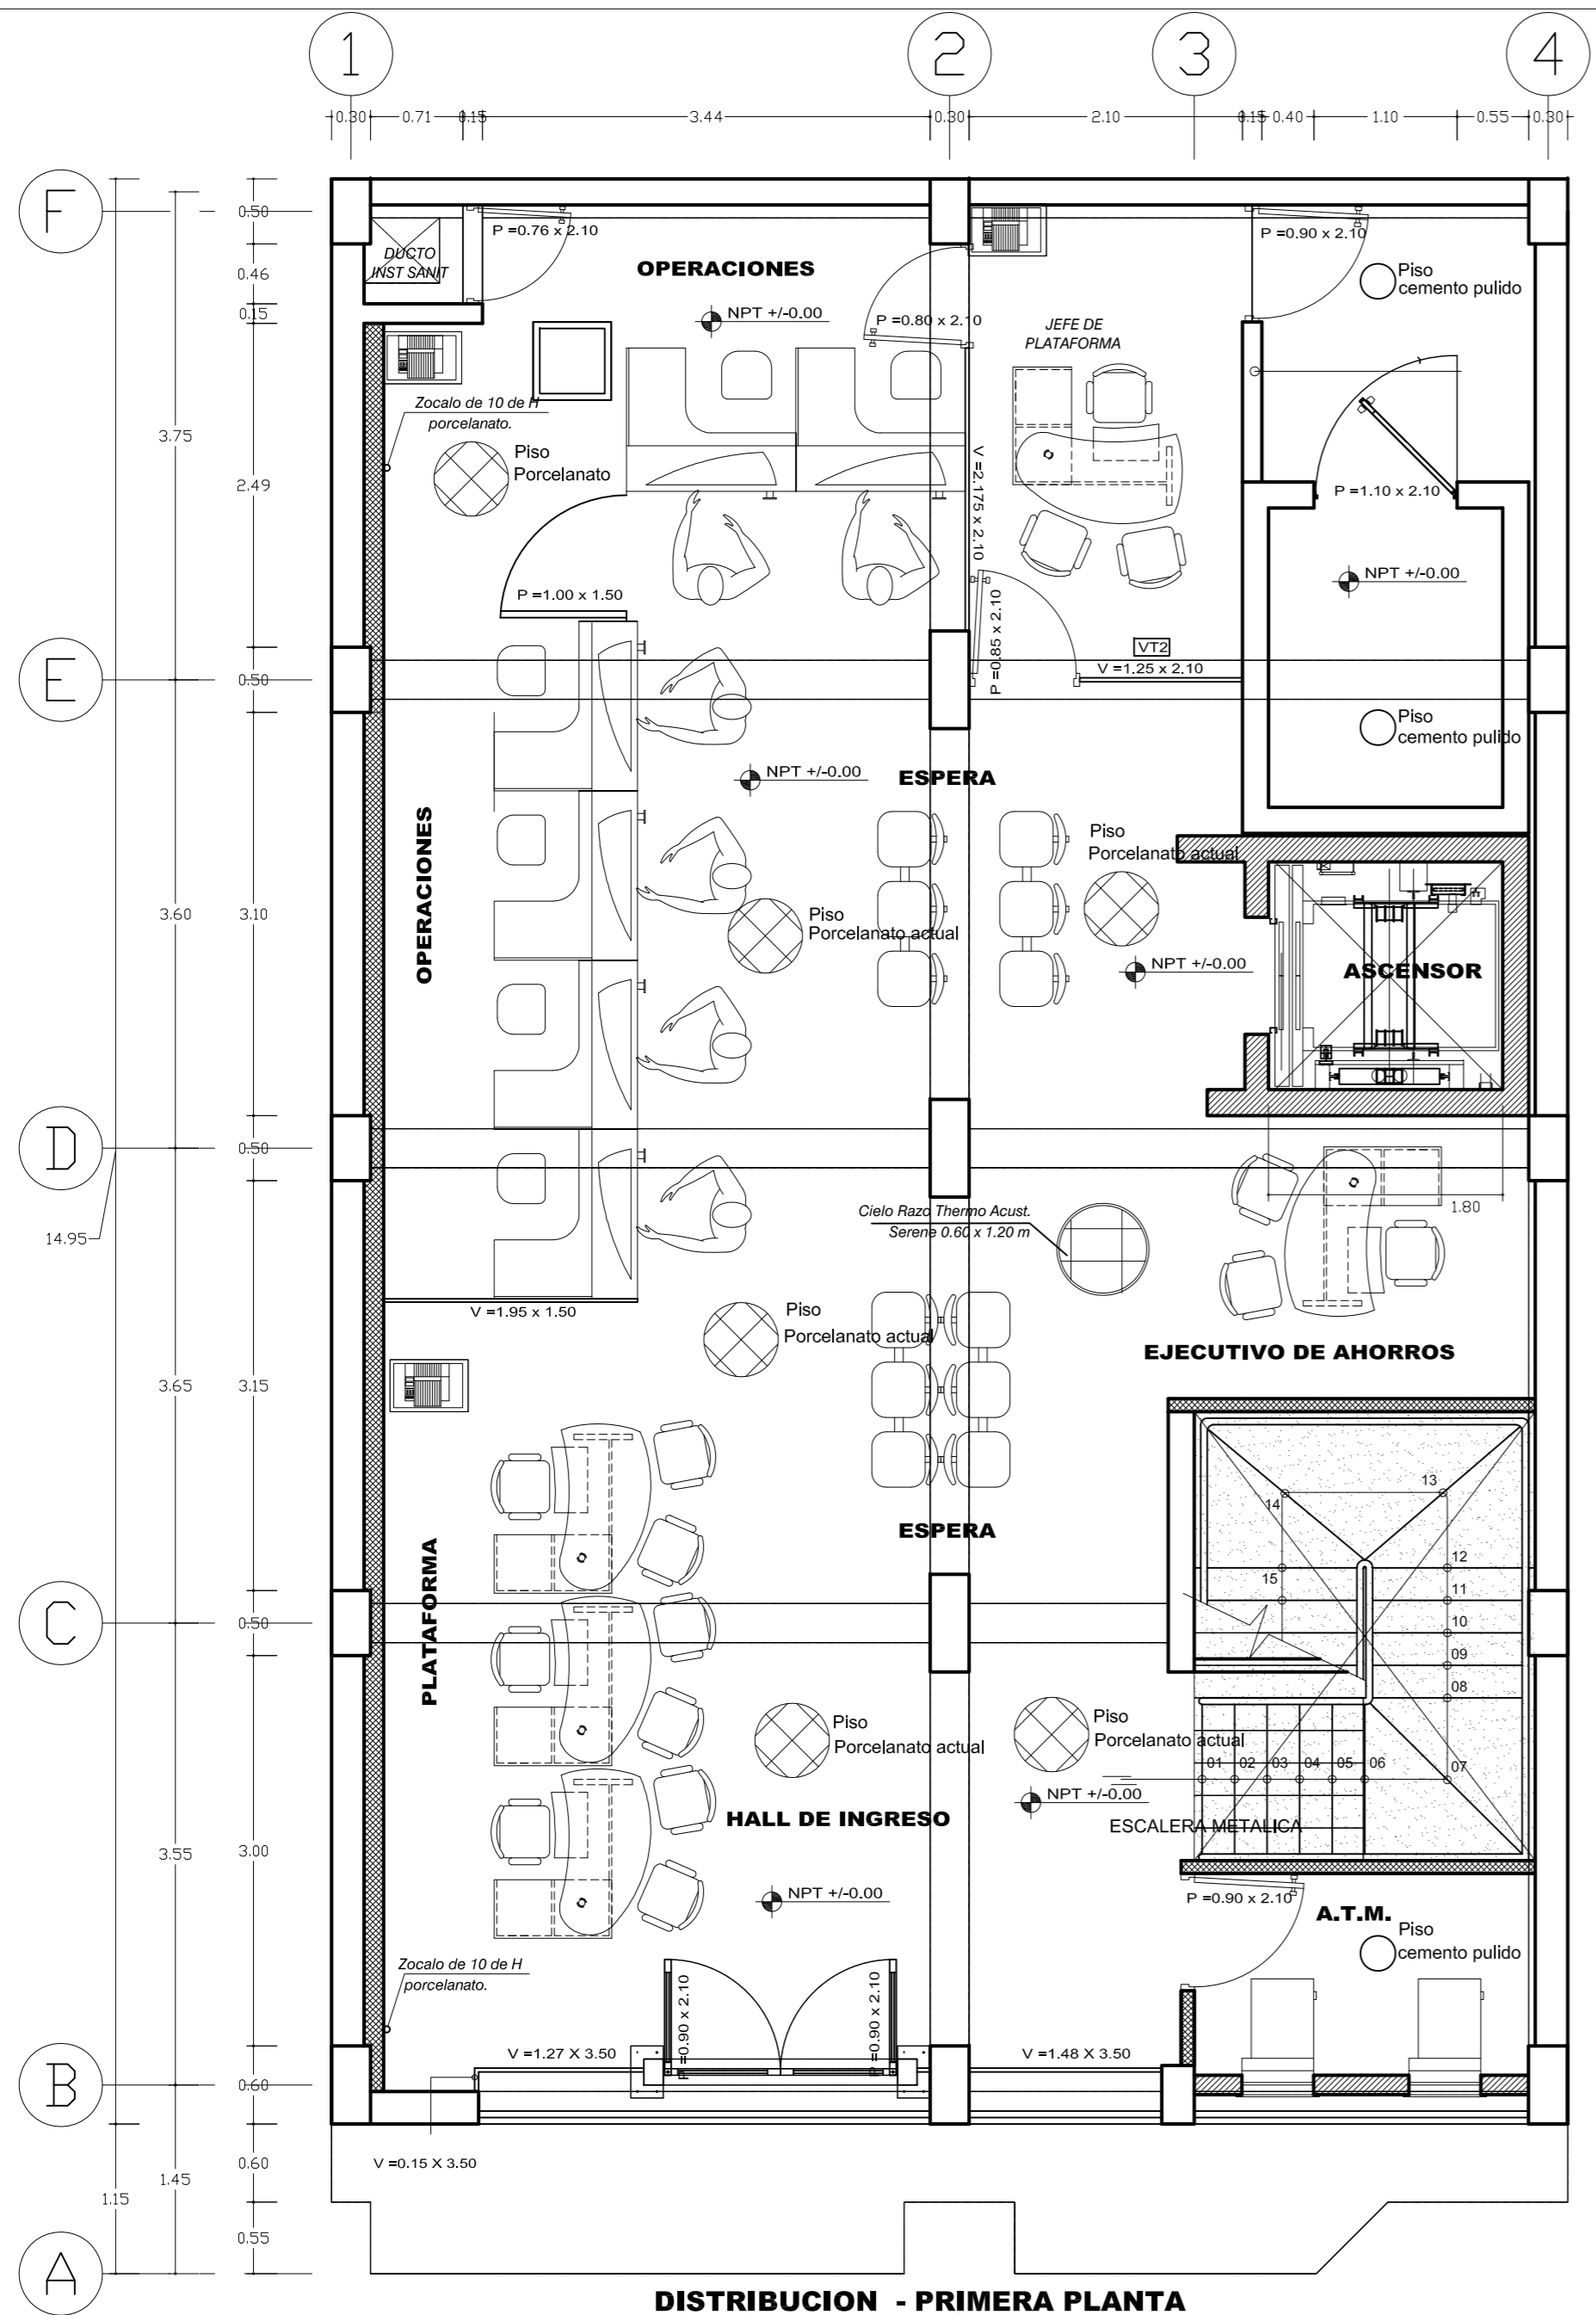 1
2
3
4
0.30
0.71
0.15
3.44
0.30
2.10
0.15
0.40
1.10
0.55
0.30
F
0.50
P =0.76 x 2.10
P =0.90 x 2.10
DUCTO
INST SANIT
OPERACIONES
0.46
Piso
cemento pulido
0.15
NPT +/-0.00
P =0.80 x 2.10
JEFE DE
PLATAFORMA
Zocalo de 10 de H
porcelanato.
3.75
Piso
Porcelanato
2.49
V =2.175 x 2.10
P =1.10 x 2.10
NPT +/-0.00
P =1.00 x 1.50
P =0.85 x 2.10
VT2
V =1.25 x 2.10
E
0.50
Piso
cemento pulido
NPT +/-0.00
ESPERA
OPERACIONES
Piso
Porcelanato actual
3.60
3.10
Piso
Porcelanato actual
NPT +/-0.00
ASCENSOR
D
0.50
1.80
Cielo Razo Thermo Acust.
Serene 0.60 x 1.20 m
14.95
V =1.95 x 1.50
Piso
Porcelanato actual
EJECUTIVO DE AHORROS
3.65
3.15
13
14
ESPERA
12
15
11
PLATAFORMA
C
0.50
10
09
08
Piso
Porcelanato actual
Piso
Porcelanato actual
01
02
03
04
05
06
07
NPT +/-0.00
HALL DE INGRESO
ESCALERA METALICA
3.55
3.00
NPT +/-0.00
P =0.90 x 2.10
A.T.M.
Piso
cemento pulido
Zocalo de 10 de H
porcelanato.
P =0.90 x 2.10
P =0.90 x 2.10
V =1.27 X 3.50
V =1.48 X 3.50
B
0.60
V =0.15 X 3.50
0.60
1.45
1.15
0.55
A
DISTRIBUCION - PRIMERA PLANTA